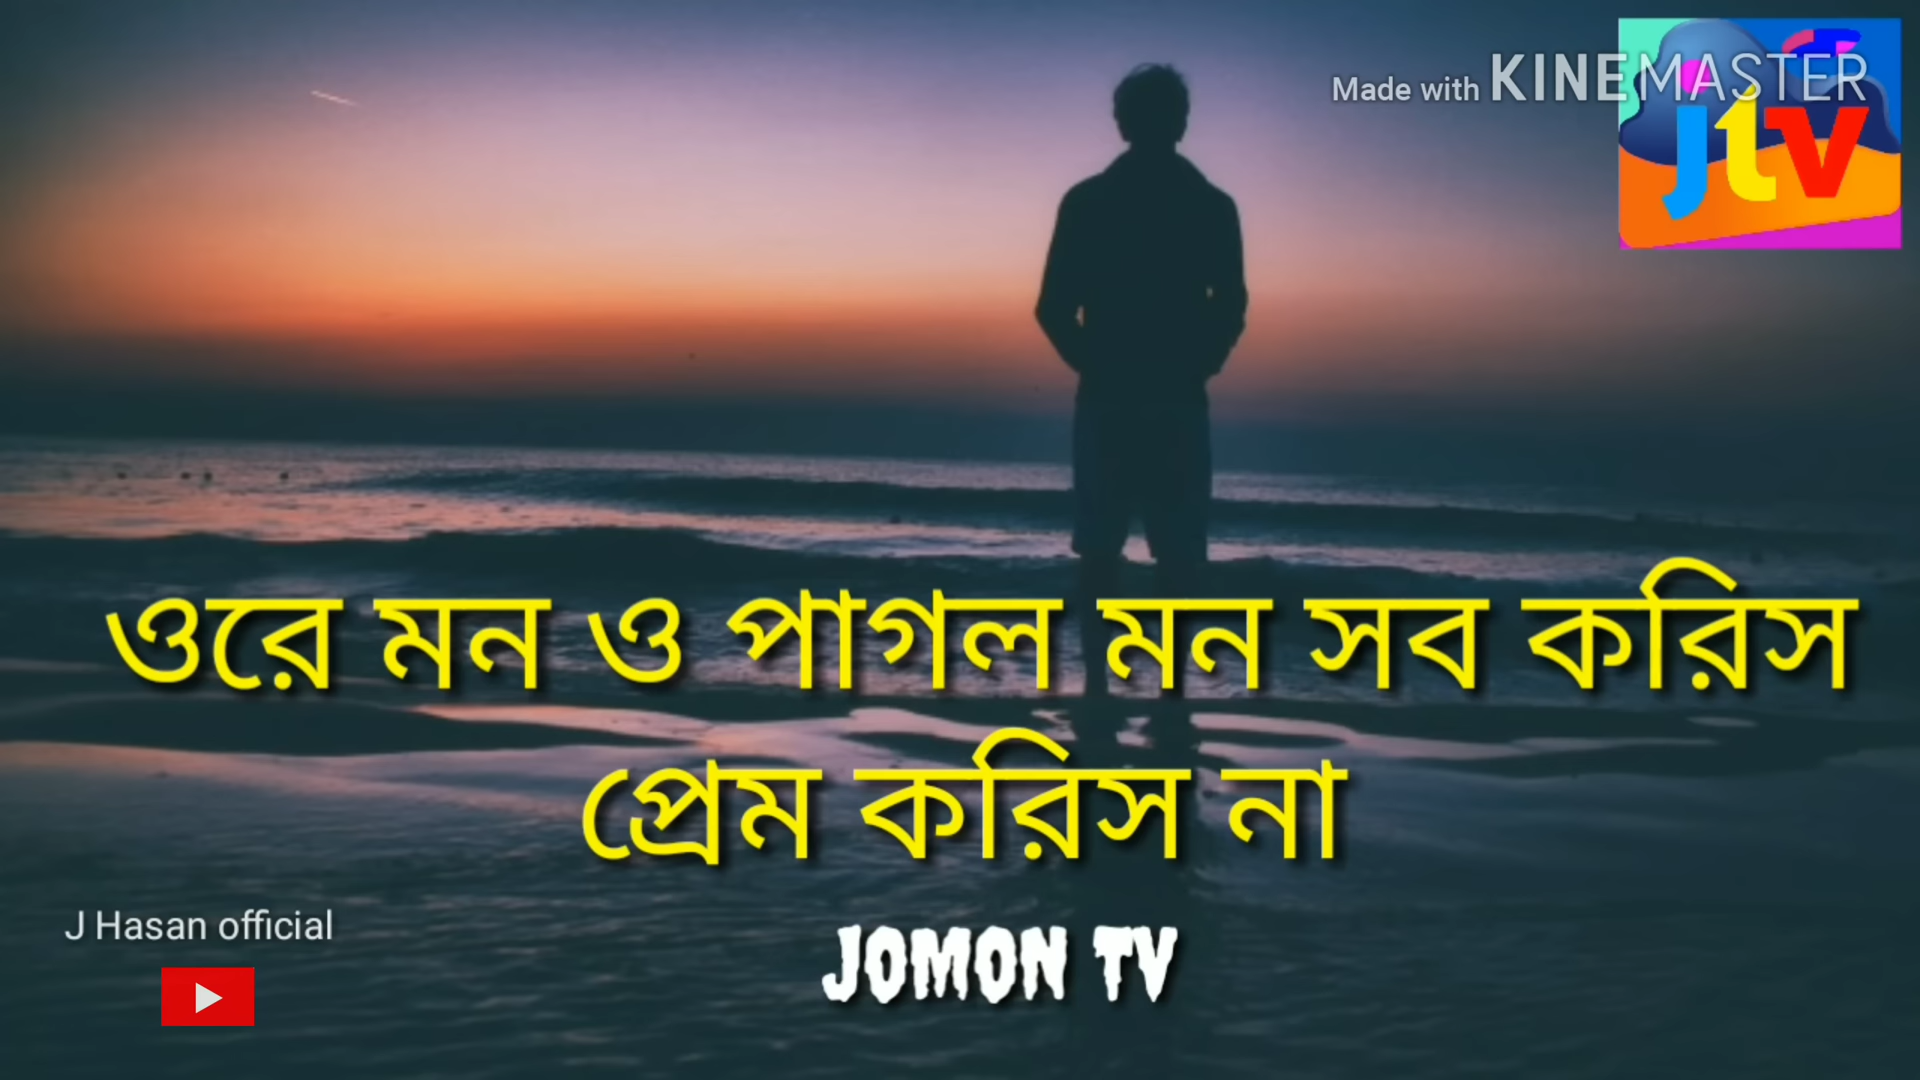 Made with KINEMASTER
jtv
ওরে মন ও পাগল মন সব করিস
প্রেম করিস না
J Hasan official
JOMON TV